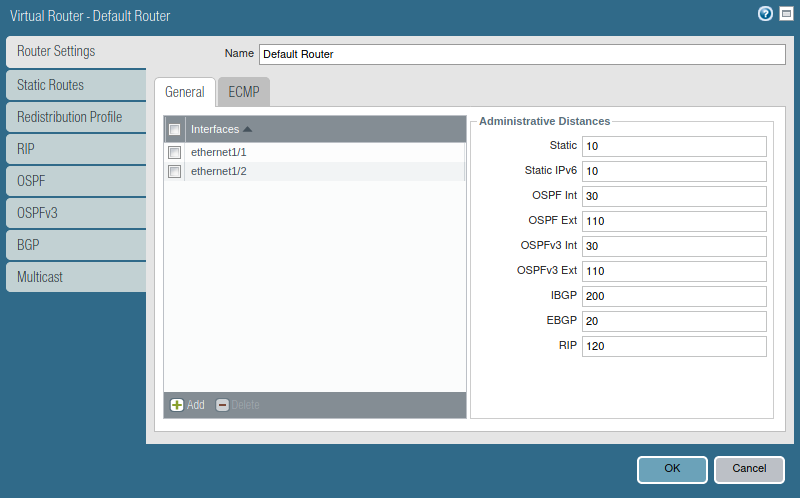 Virtual Router - Default Router
Router Settings
Static Routes
Redistribution Profile
RIP
OSPF
OSPFv3
BGP
Multicast
Name Default Router
General ECMP
Interfaces
ethernet1/1
ethernet1/2
Add Delete
Administrative Distances
Static 10
Static IPv6 10
OSPF Int 30
OSPF Ext 110
OSPFv3 Int 30
OSPFv3 Ext 110
IBGP 200
EBGP 20
RIP 120
OK Cancel